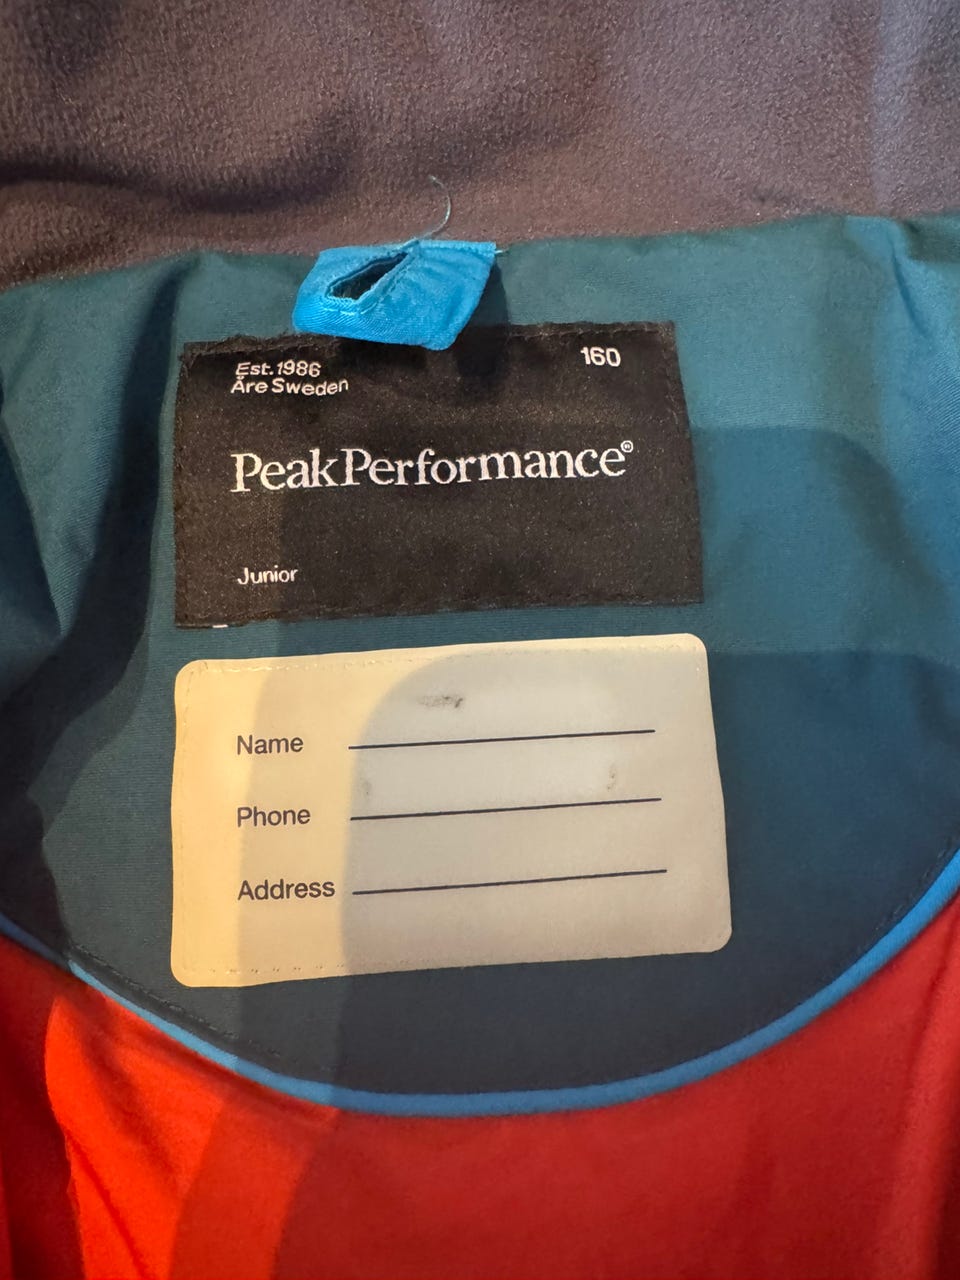 Est. 1986
160
Åre Sweden
PeakPerformance®
Junior
Name
Phone
Address